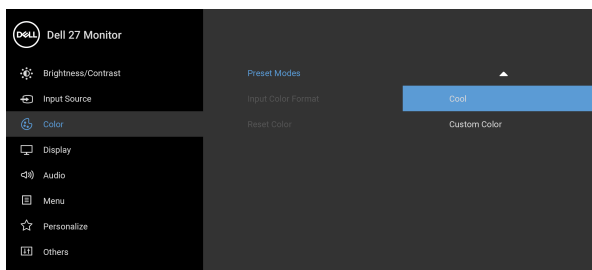 DELL Dell 27 Monitor
Brightness/Contrast
Input Source
Color
Display
Audio
Menu
Personalize
Others
Preset Modes
Input Color Format
Reset Color
Cool
Custom Color